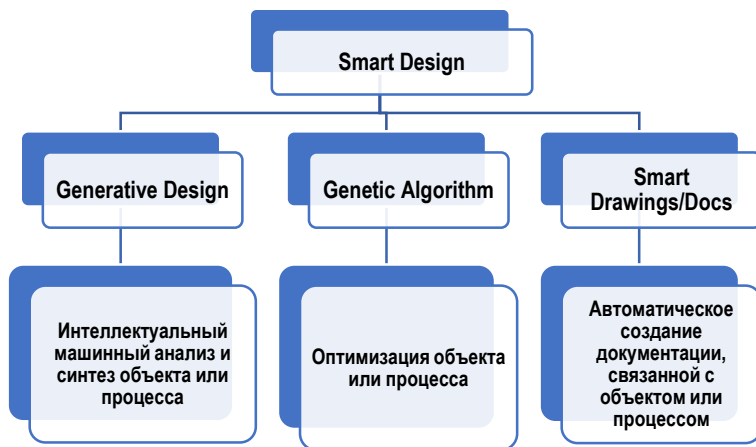 Smart Design
Generative Design
Genetic Algorithm
Smart
Drawings/Docs
Интеллектуальный
машинный анализ и
синтез объекта или
процесса
Оптимизация объекта
или процесса
Автоматическое
создание
документации,
связанной с
объектом или
процессом